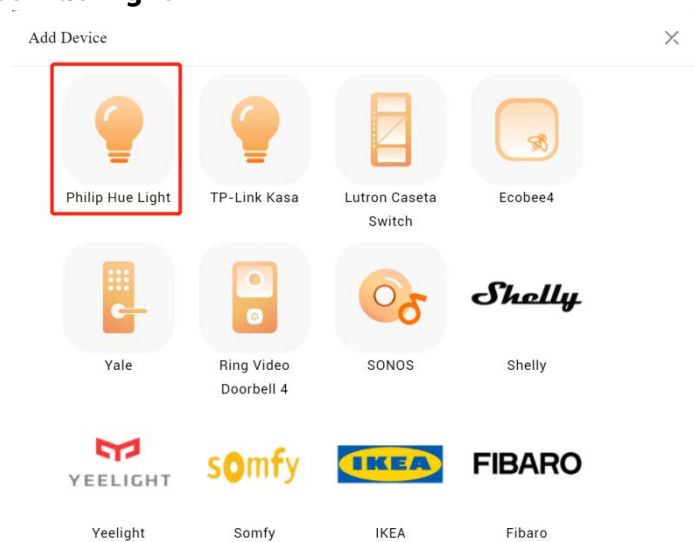 Add Device
Philip Hue Light
TP-Link Kasa
Lutron Caseta
Switch
Ecobee4
Yale
Ring Video
Doorbell 4
SONOS
Shelly
Shelly
YEELIGHT
somfy
IKEA
FIBARO
Yeelight
Somfy
IKEA
Fibaro